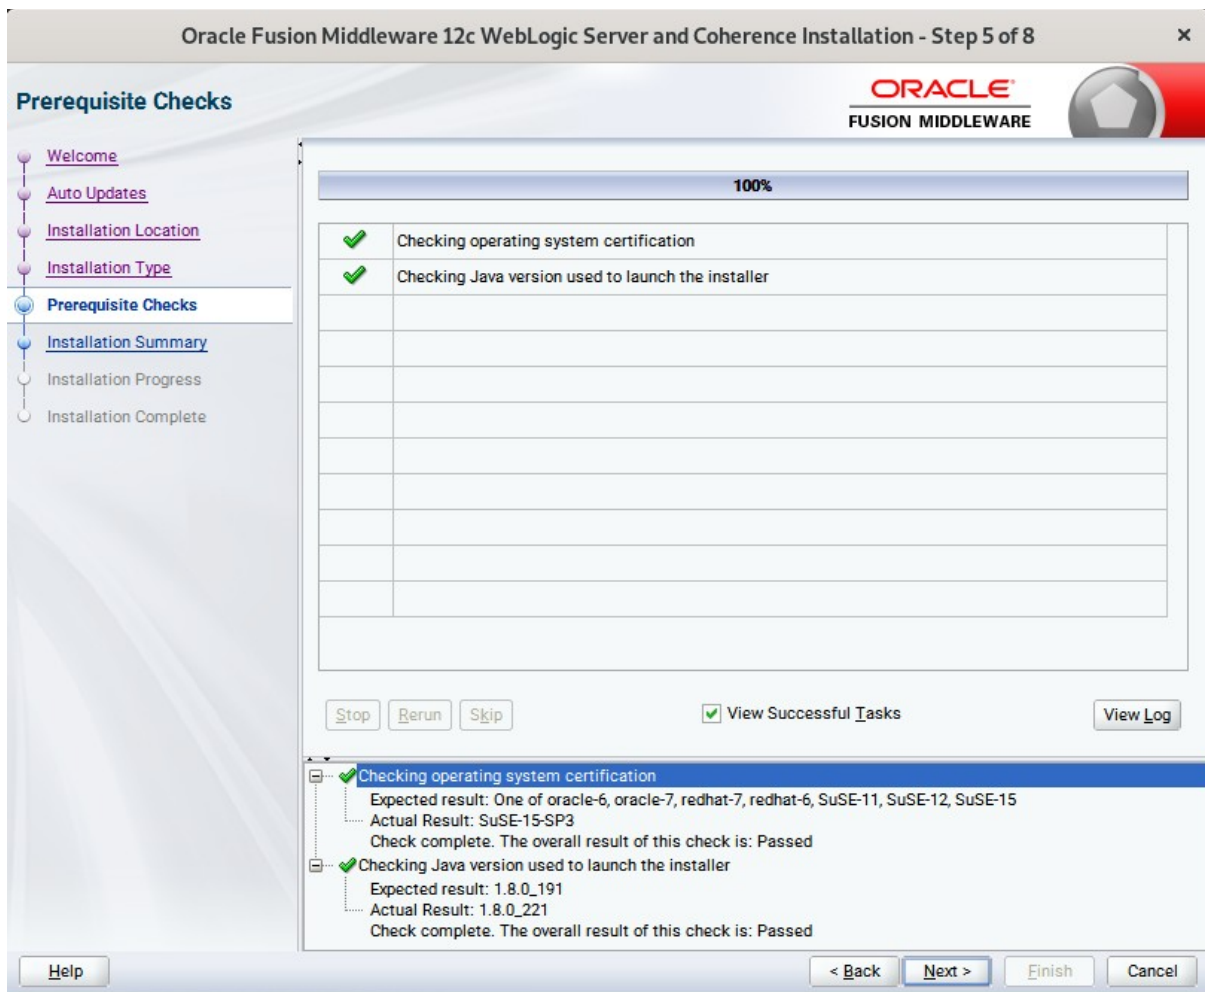 Oracle Fusion Middleware 12c WebLogic Server and Coherence Installation - Step 5 of 8
Prerequisite Checks
ORACLE
FUSION MIDDLEWARE
Welcome
Auto Updates
Installation Location
Installation Type
Prerequisite Checks
Installation Summary
Installation Progress
Installation Complete
100%
Checking operating system certification
Checking Java version used to launch the installer
Stop
Rerun
Skip
View Successful Tasks
View Log
Checking operating system certification
Expected result: One of oracle-6, oracle-7, redhat-7, redhat-6, SuSE-11, SuSE-12, SuSE-15
Actual Result: SuSE-15-SP3
Check complete. The overall result of this check is: Passed
Checking Java version used to launch the installer
Expected result: 1.8.0_191
Actual Result: 1.8.0_221
Check complete. The overall result of this check is: Passed
Help
< Back
Next >
Finish
Cancel